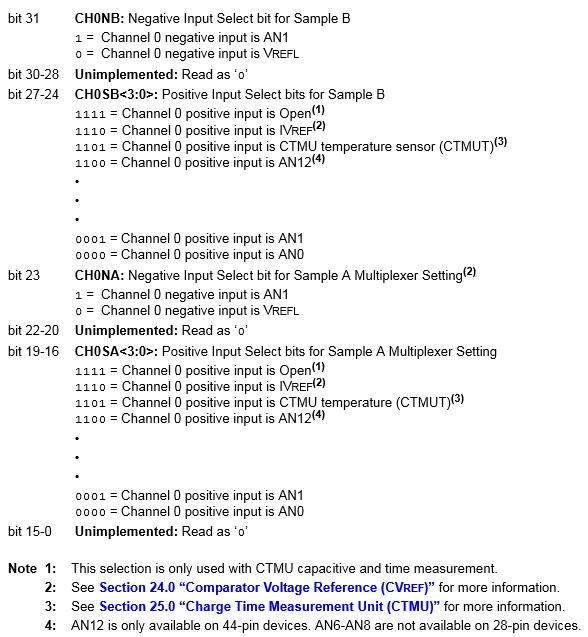 bit 31 CH0NB: Negative Input Select bit for Sample B
1 = Channel 0 negative input is AN1
0 = Channel 0 negative input is VREFL
bit 30-28 Unimplemented: Read as ‘0’
bit 27-24 CH0SB<3:0>: Positive Input Select bits for Sample B
1111 = Channel 0 positive input is Open(1)
1110 = Channel 0 positive input is IVREF(2)
1101 = Channel 0 positive input is CTMU temperature sensor (CTMUT)(3)
1100 = Channel 0 positive input is AN12(4)
•
•
•
0001 = Channel 0 positive input is AN1
0000 = Channel 0 positive input is AN0
bit 23 CH0NA: Negative Input Select bit for Sample A Multiplexer Setting(2)
1 = Channel 0 negative input is AN1
0 = Channel 0 negative input is VREFL
bit 22-20 Unimplemented: Read as ‘0’
bit 19-16 CH0SA<3:0>: Positive Input Select bits for Sample A Multiplexer Setting
1111 = Channel 0 positive input is Open(1)
1110 = Channel 0 positive input is IVREF(2)
1101 = Channel 0 positive input is CTMU temperature (CTMUT)(3)
1100 = Channel 0 positive input is AN12(4)
•
•
•
0001 = Channel 0 positive input is AN1
0000 = Channel 0 positive input is AN0
bit 15-0 Unimplemented: Read as ‘0’
Note 1: This selection is only used with CTMU capacitive and time measurement.
2: See Section 24.0 “Comparator Voltage Reference (CVREF)” for more information.
3: See Section 25.0 “Charge Time Measurement Unit (CTMU)” for more information.
4: AN12 is only available on 44-pin devices. AN6-AN8 are not available on 28-pin devices.